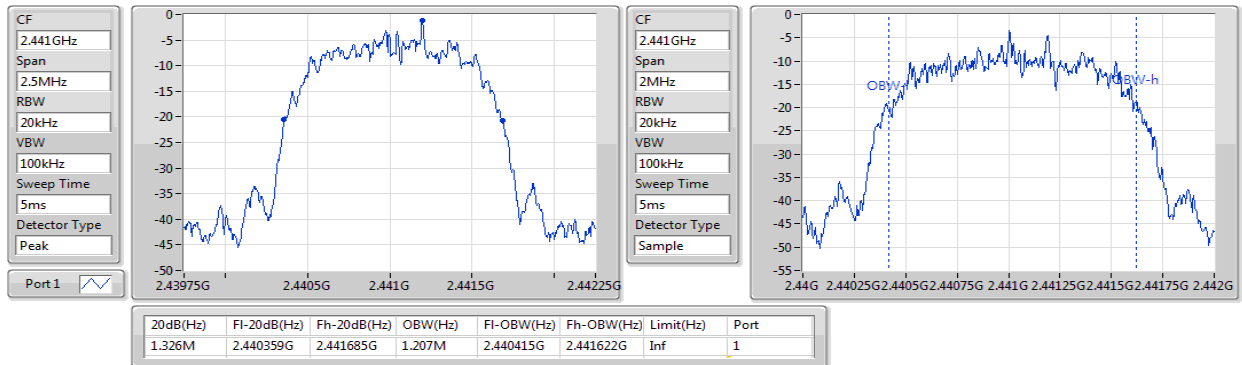 CF
2.441GHz
Span
2.5MHz
RBW
20kHz
VBW
100kHz
Sweep Time
5ms
Detector Type
Peak
Port 1
0
-5
-10
-15
-20
-25
-30
-35
-40
-45
-50
2.43975G 2.4405G 2.441G 2.4415G 2.44225G
CF
2.441GHz
Span
2MHz
RBW
20kHz
VBW
100kHz
Sweep Time
5ms
Detector Type
Sample
0
-5
-10
-15
-20
-25
-30
-35
-40
-45
-50
-55
OBW-h
2.44G 2.44025G 2.4405G 2.44075G 2.441G 2.44125G 2.4415G 2.44175G 2.442G
20dB(Hz) Fl-20dB(Hz) Fh-20dB(Hz) OBW(Hz) Fl-OBW(Hz) Fh-OBW(Hz) Limit(Hz) Port
1.326M 2.440359G 2.441685G 1.207M 2.440415G 2.441622G Inf 1